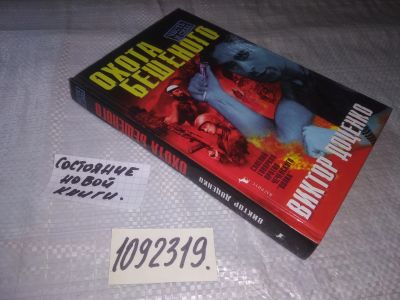 ОХОТА
БЕШЕНОГО
ВИКТОР ДОЦЕНКО
ОХОТА БЕШЕНОГО
ВИКТОР ДОЦЕНКО
СОСТОЯНИЕ
НОВОЙ
КНИГИ.
1092319.